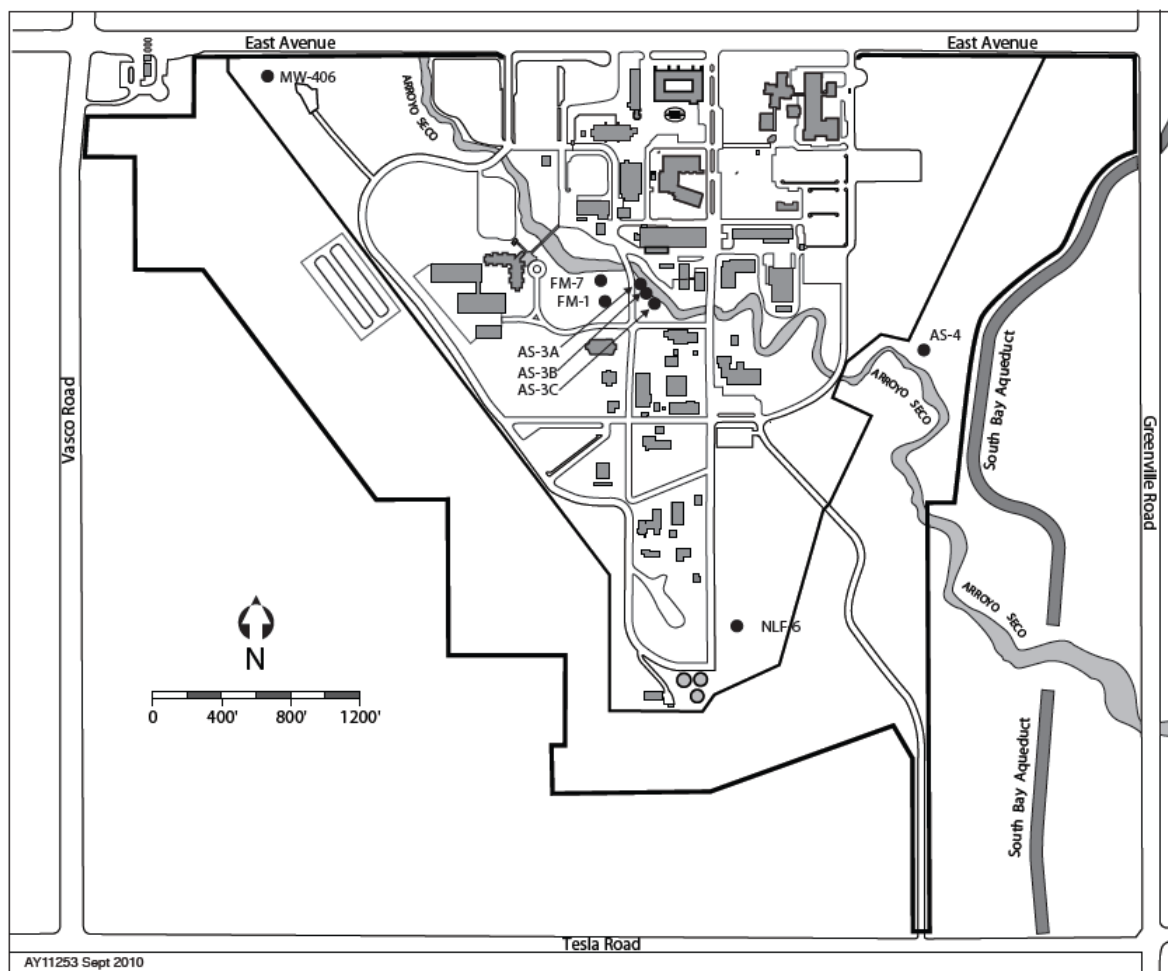 East Avenue
East Avenue
MW-406
ARROYO SECO
FM-7
FM-1
AS-3A
AS-3B
AS-3C
AS-4
ARROYO SECO
South Bay Aqueduct
Vasco Road
Greenville Road
ARROYO SECO
NLF-6
N
0 400' 800' 1200'
South Bay Aqueduct
Tesla Road
AY11253 Sept 2010